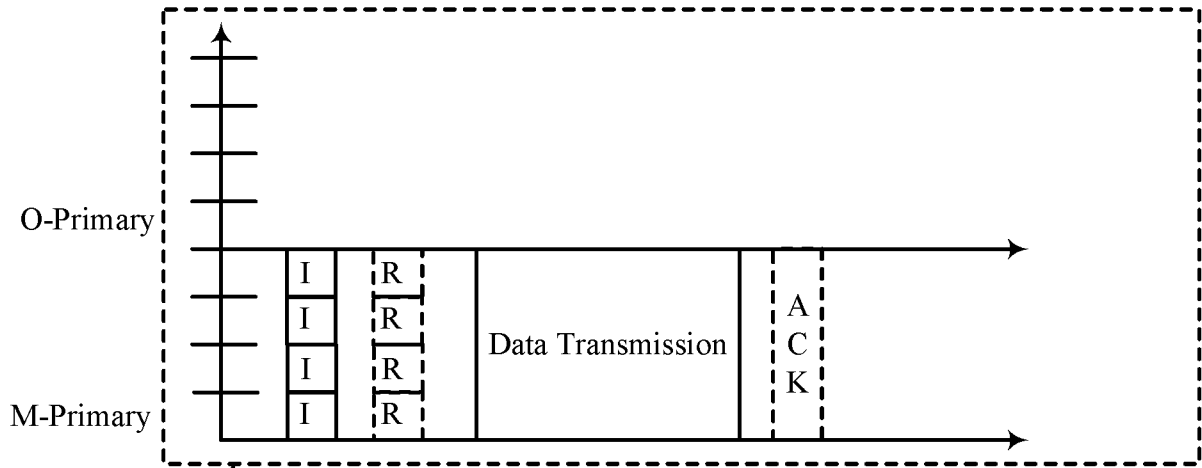 O-Primary
I R
I R
I R
I R
Data Transmission
A
C
K
M-Primary